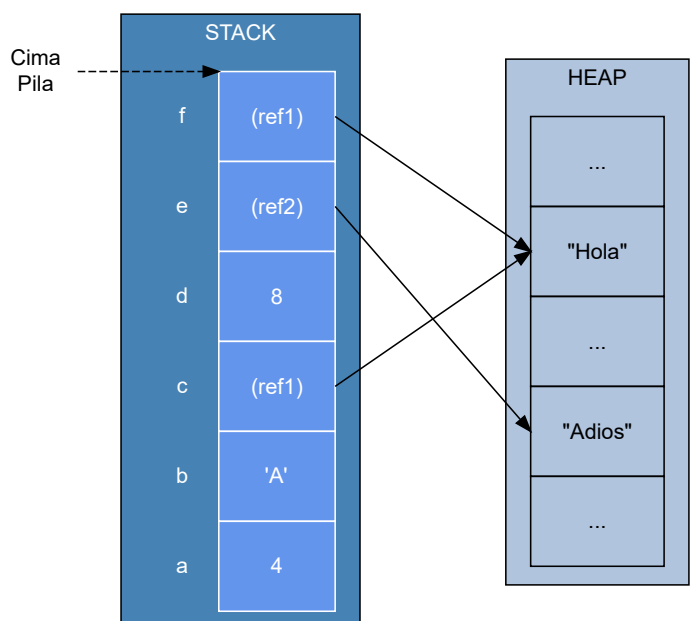 STACK
Cima
Pila
f
(ref1)
e
(ref2)
d
8
c
(ref1)
b
'A'
a
4
HEAP
...
"Hola"
...
"Adios"
...